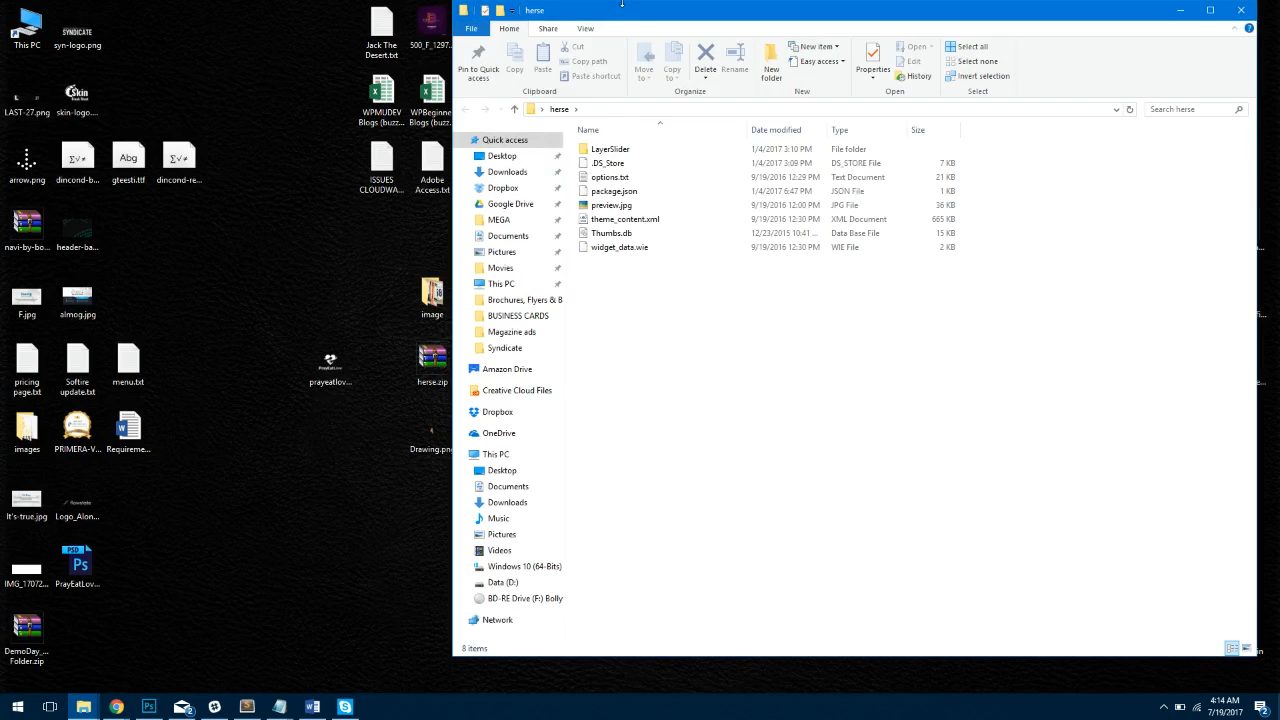 This PC
syn-logo.png
Jack The
Desert.txt
500_F_1297...
SYNDICATE
LAST-27.png
skin-logo....
Skin
WPMUDEV
Blogs (buzz...
WPBeginne
Blogs (buzz...
arrow.png
dincond-b...
gteesti.ttf
dincond-re...
Abg
ISSUES
CLOUDWA...
Adobe
Access.txt
navi-by-bo...
header-ba...
F.jpg
almog.jpg
image
pricing
page.txt
Softire
update.txt
menu.txt
PrayEatLove
prayeatlov...
herse.zip
images
PRIMERA-V...
Requireme...
Drawing.png
It's-true.jpg
Logo_Alon...
PSD
Ps
IMG_17072...
PrayEatLov...
DemoDay_...
Folder.zip
herse
File
Home
Share
View
Pin to Quick
access
Copy
Paste
Cut
Copy path
Paste shortcut
Clipboard
Move
to
Copy
to
Delete
Rename
Organize
New
folder
New item
Easy access
New
Properties
Open
Edit
History
Open
Select all
Select none
Invert selection
Select
herse
Search herse
Name
Date modified
Type
Size
LayerSlider 1/4/2017 3:10 PM File folder
.DS_Store 1/4/2017 3:09 PM DS_STORE File 7 KB
options.txt 9/19/2016 12:29 PM Text Document 21 KB
package.json 1/4/2017 6:47 PM JSON File 1 KB
preview.jpg 9/19/2016 12:00 PM JPG File 36 KB
theme_content.xml 9/19/2016 12:30 PM XML Document 665 KB
Thumbs.db 12/23/2015 10:41 ... Data Base File 15 KB
widget_data.wie 9/19/2016 12:30 PM WIE File 2 KB
Quick access
Desktop
Downloads
Dropbox
Google Drive
MEGA
Documents
Pictures
Movies
This PC
Brochures, Flyers & B
BUSINESS CARDS
Magazine ads
Syndicate
Amazon Drive
Creative Cloud Files
Dropbox
OneDrive
This PC
Desktop
Documents
Downloads
Music
Pictures
Videos
Windows 10 (64-Bits)
Data (D:)
BD-RE Drive (F:) Bolly
Network
8 items
4:14 AM
7/19/2017